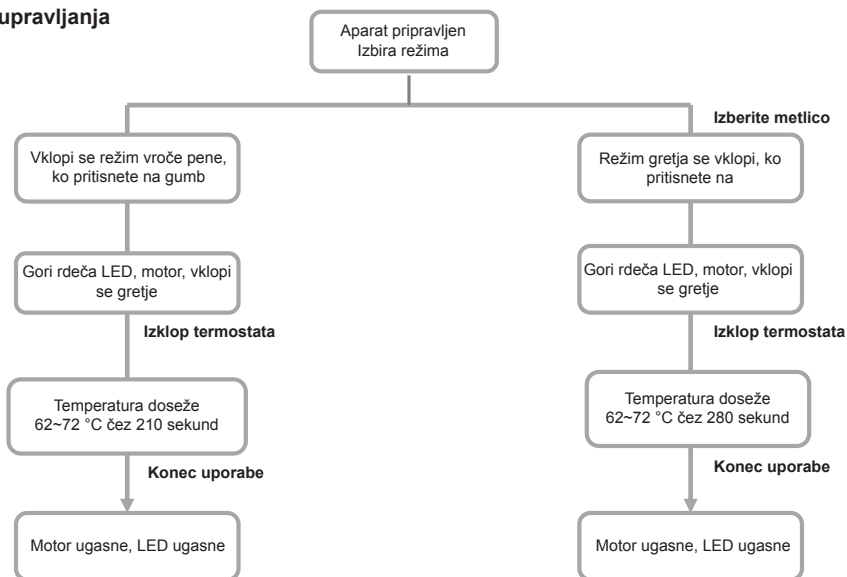 upravljanja
Aparat pripravljen
Izbira režima
Vklopi se režim vroče pene,
ko pritisnete na gumb
Gori rdeča LED, motor, vklopi
se gretje
Izklop termostata
Temperatura doseže
62~72 °C čez 210 sekund
Konec uporabe
Motor ugasne, LED ugasne
Izberite metlico
Režim gretja se vklopi, ko
pritisnete na
Gori rdeča LED, motor, vklopi
se gretje
Izklop termostata
Temperatura doseže
62~72 °C čez 280 sekund
Konec uporabe
Motor ugasne, LED ugasne